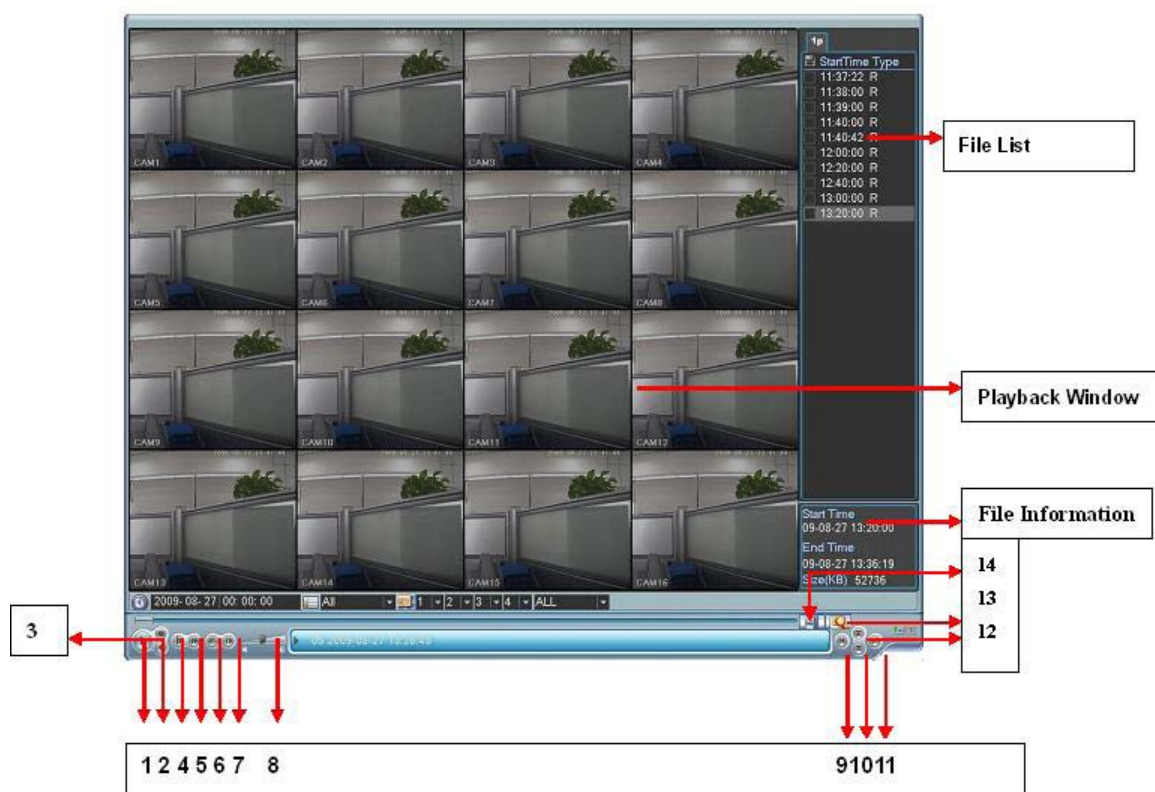 1p
StartTime Type
11:37:22 R
11:38:00 R
11:39:00 R
11:40:00 R
11:40:42 R
12:00:00 R
12:20:00 R
12:40:00 R
13:00:00 R
13:20:00 R
File List
Playback Window
File Information
CAM1
CAM2
CAM3
CAM4
CAM5
CAM6
CAM7
CAM8
CAM9
CAM10
CAM11
CAM12
CAM13
CAM14
CAM15
CAM16
Start Time
09-08-27 13:20:00
End Time
09-08-27 13:36:19
Size(KB) 52736
14
13
12
2009-08-27 00:00:00 All 1 2 3 4 ALL
3
1 2 4 5 6 7 8
91011